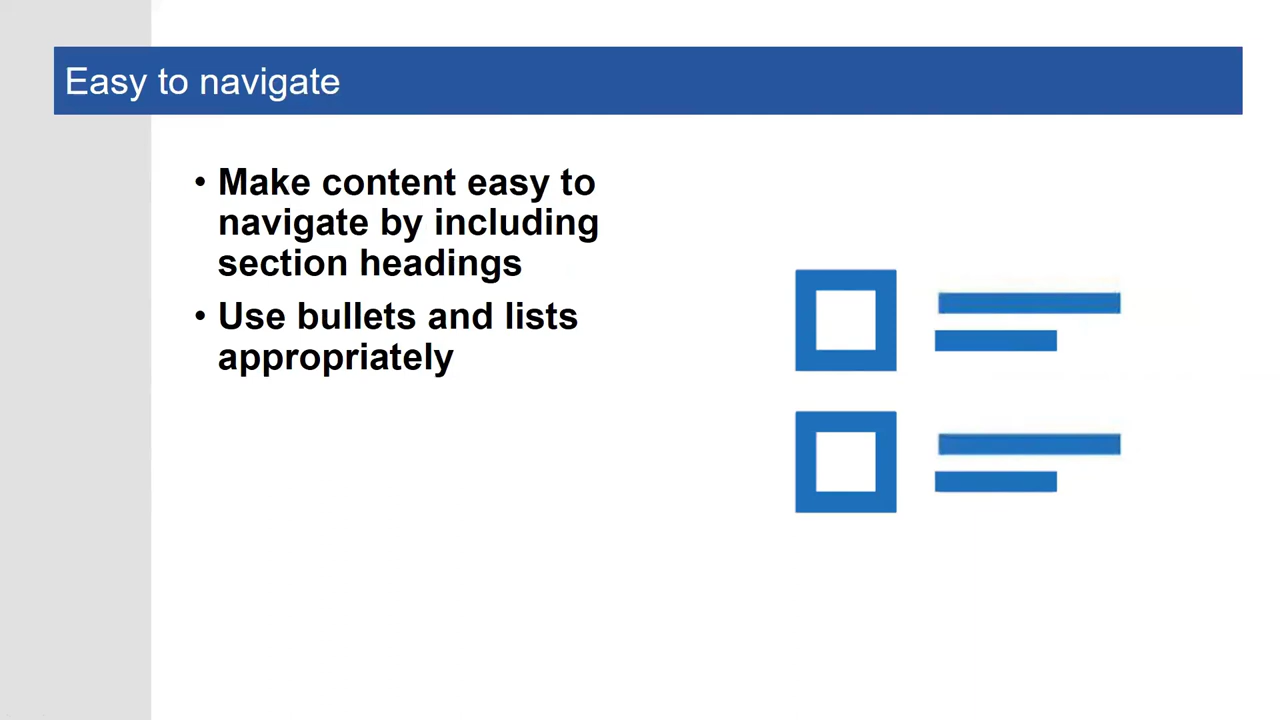 Easy to navigate
• Make content easy to
navigate by including
section headings
• Use bullets and lists
appropriately